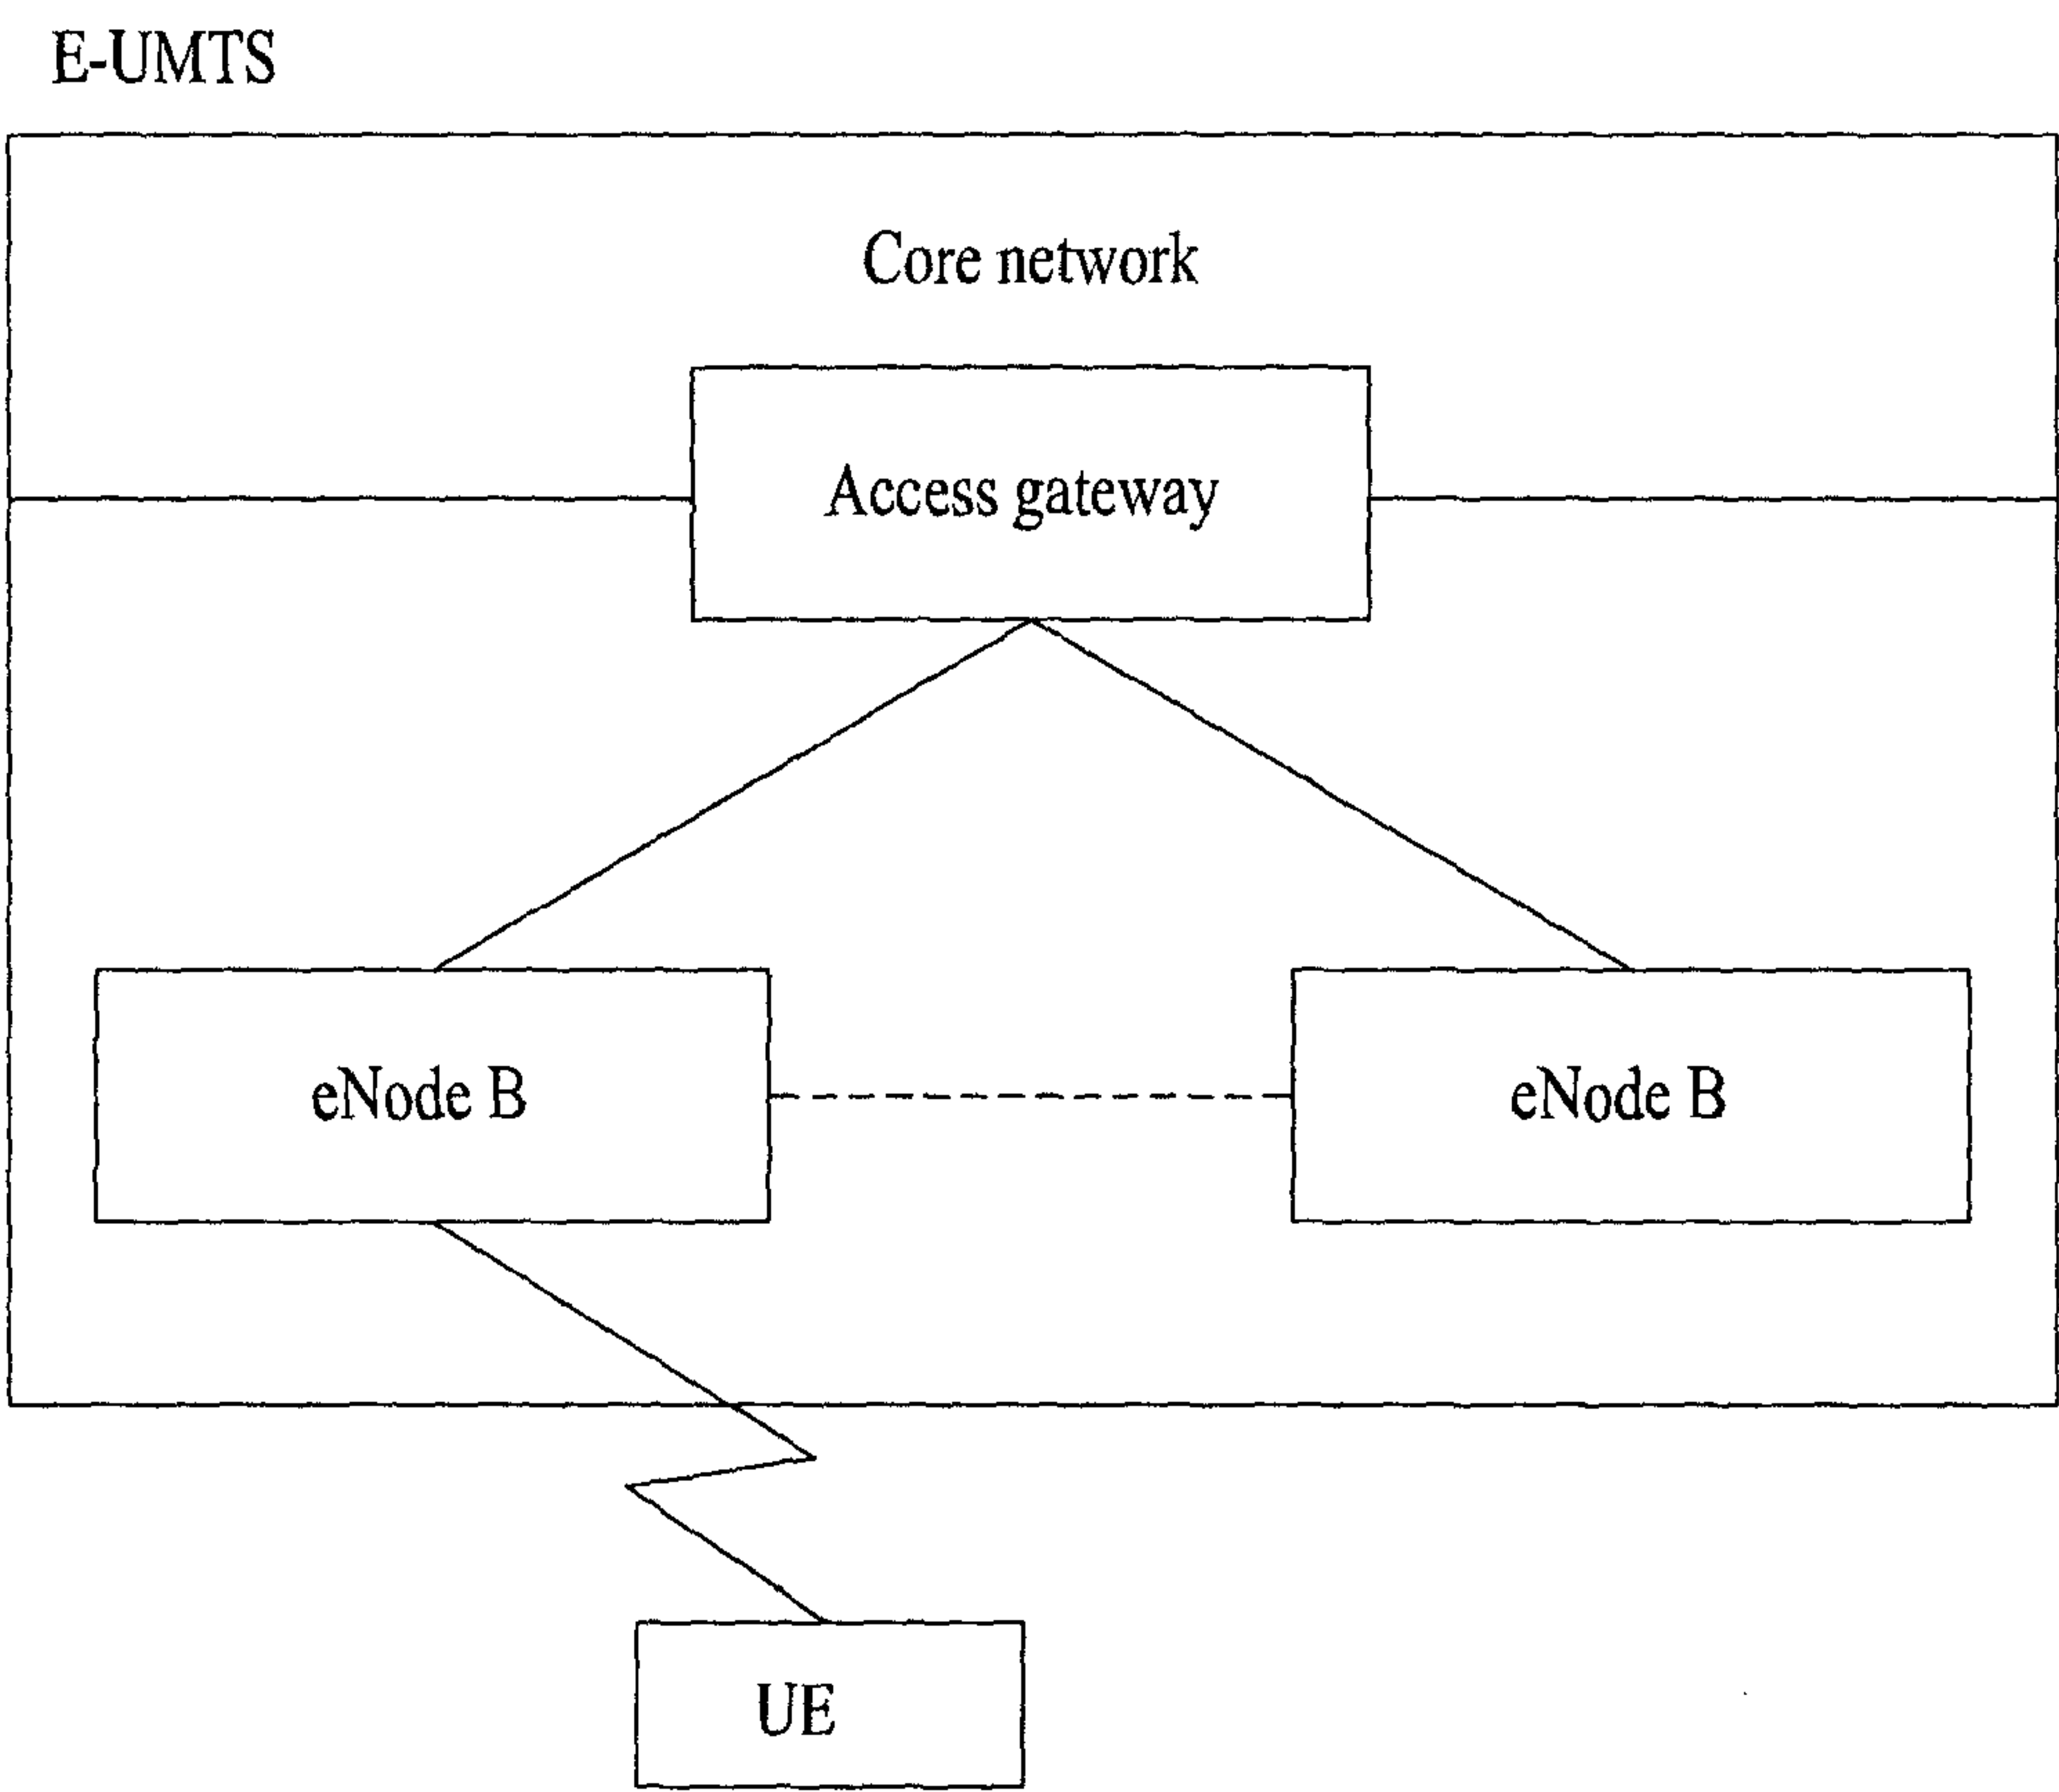 E-UMTS
Core network
Access gateway
eNode B
eNode B
UE